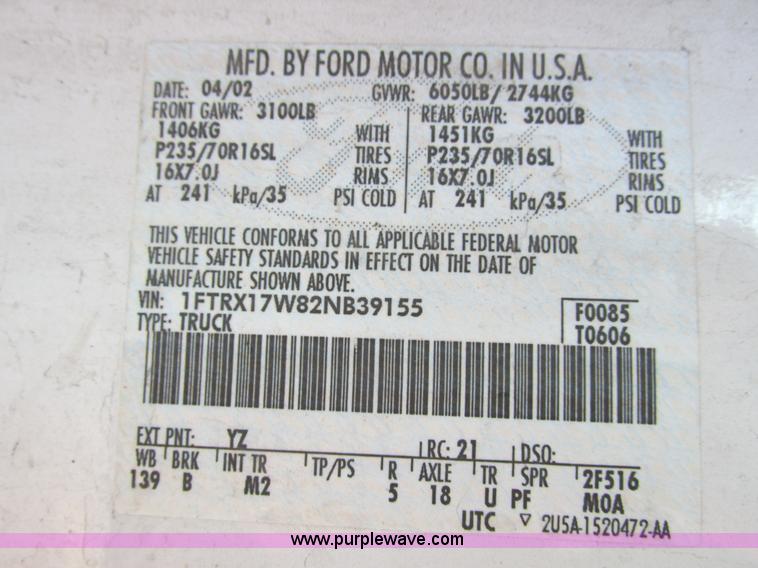 MFD. BY FORD MOTOR CO. IN U.S.A.
DATE: 04/02 GVWR: 6050LB/ 2744KG
FRONT GAWR: 3100LB REAR GAWR: 3200LB
1406KG WITH 1451KG WITH
P235/70R16SL TIRES P235/70R16SL TIRES
16X7.0J RIMS 16X7.0J RIMS
AT 241 kPa/35 PSI COLD AT 241 kPa/35 PSI COLD
THIS VEHICLE CONFORMS TO ALL APPLICABLE FEDERAL MOTOR
VEHICLE SAFETY STANDARDS IN EFFECT ON THE DATE OF
MANUFACTURE SHOWN ABOVE.
VIN: 1FTRX17W82NB39155 F0085
TYPE: TRUCK T0606
EXT PNT: YZ RC: 21 DSO:
WB BRK INT TR TP/PS R AXLE TR SPR 2F516
139 B M2 5 18 U PF MOA
UTC ▽ 2U5A-1520472-AA
www.purplewave.com